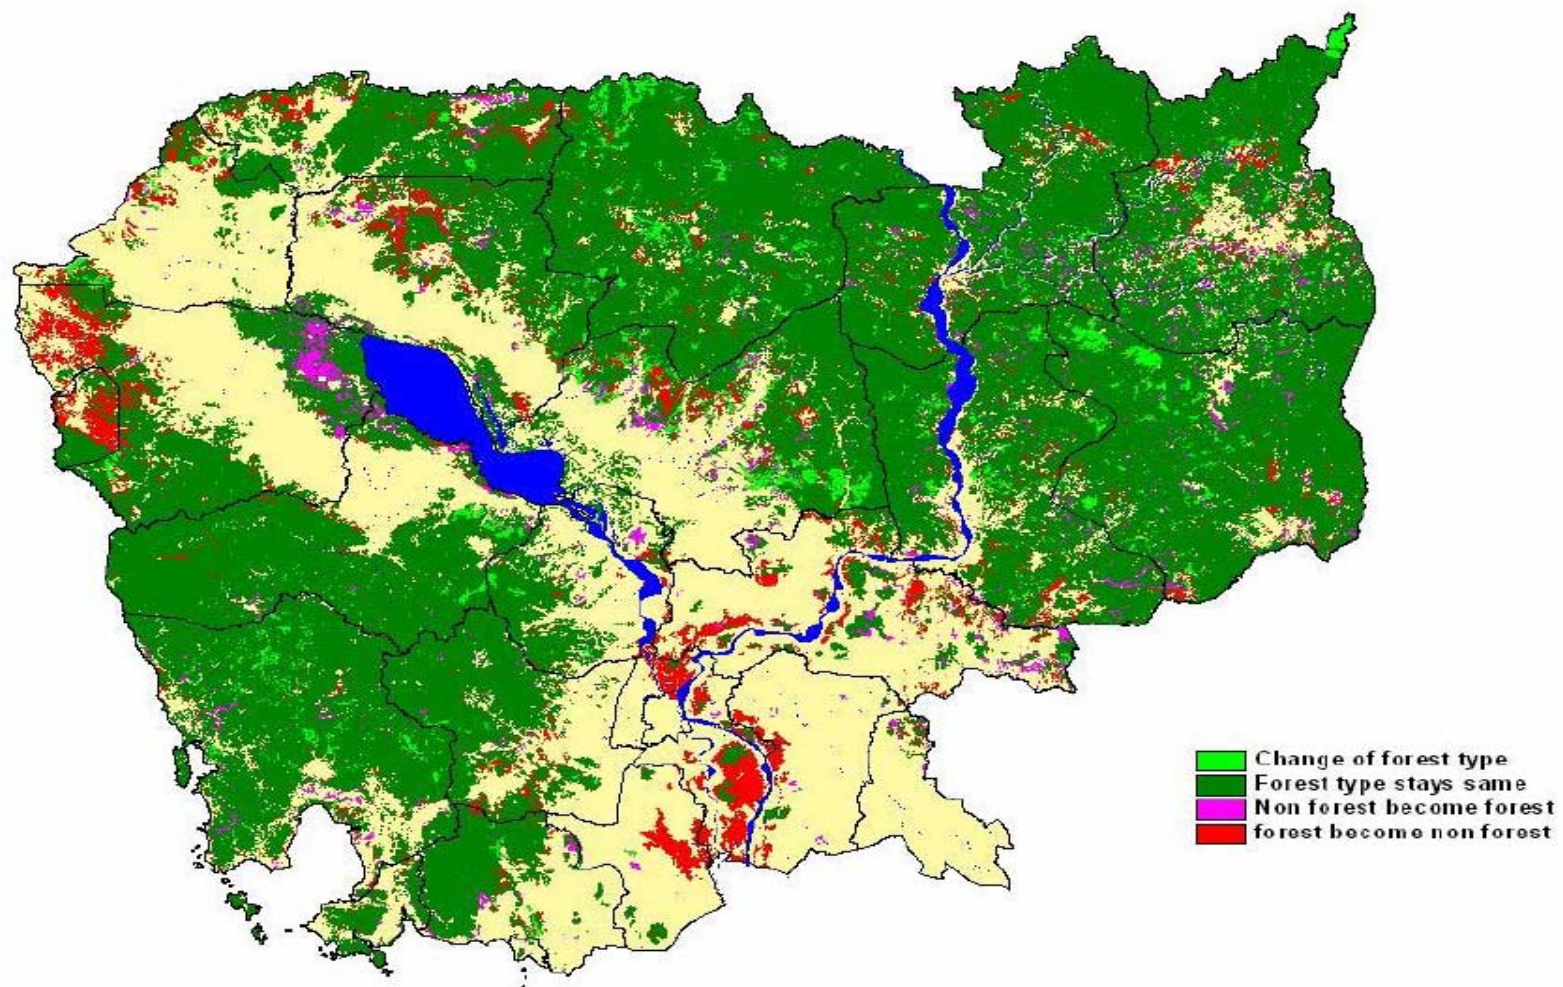 Change of forest type
Forest type stays same
Non forest become forest
forest become non forest